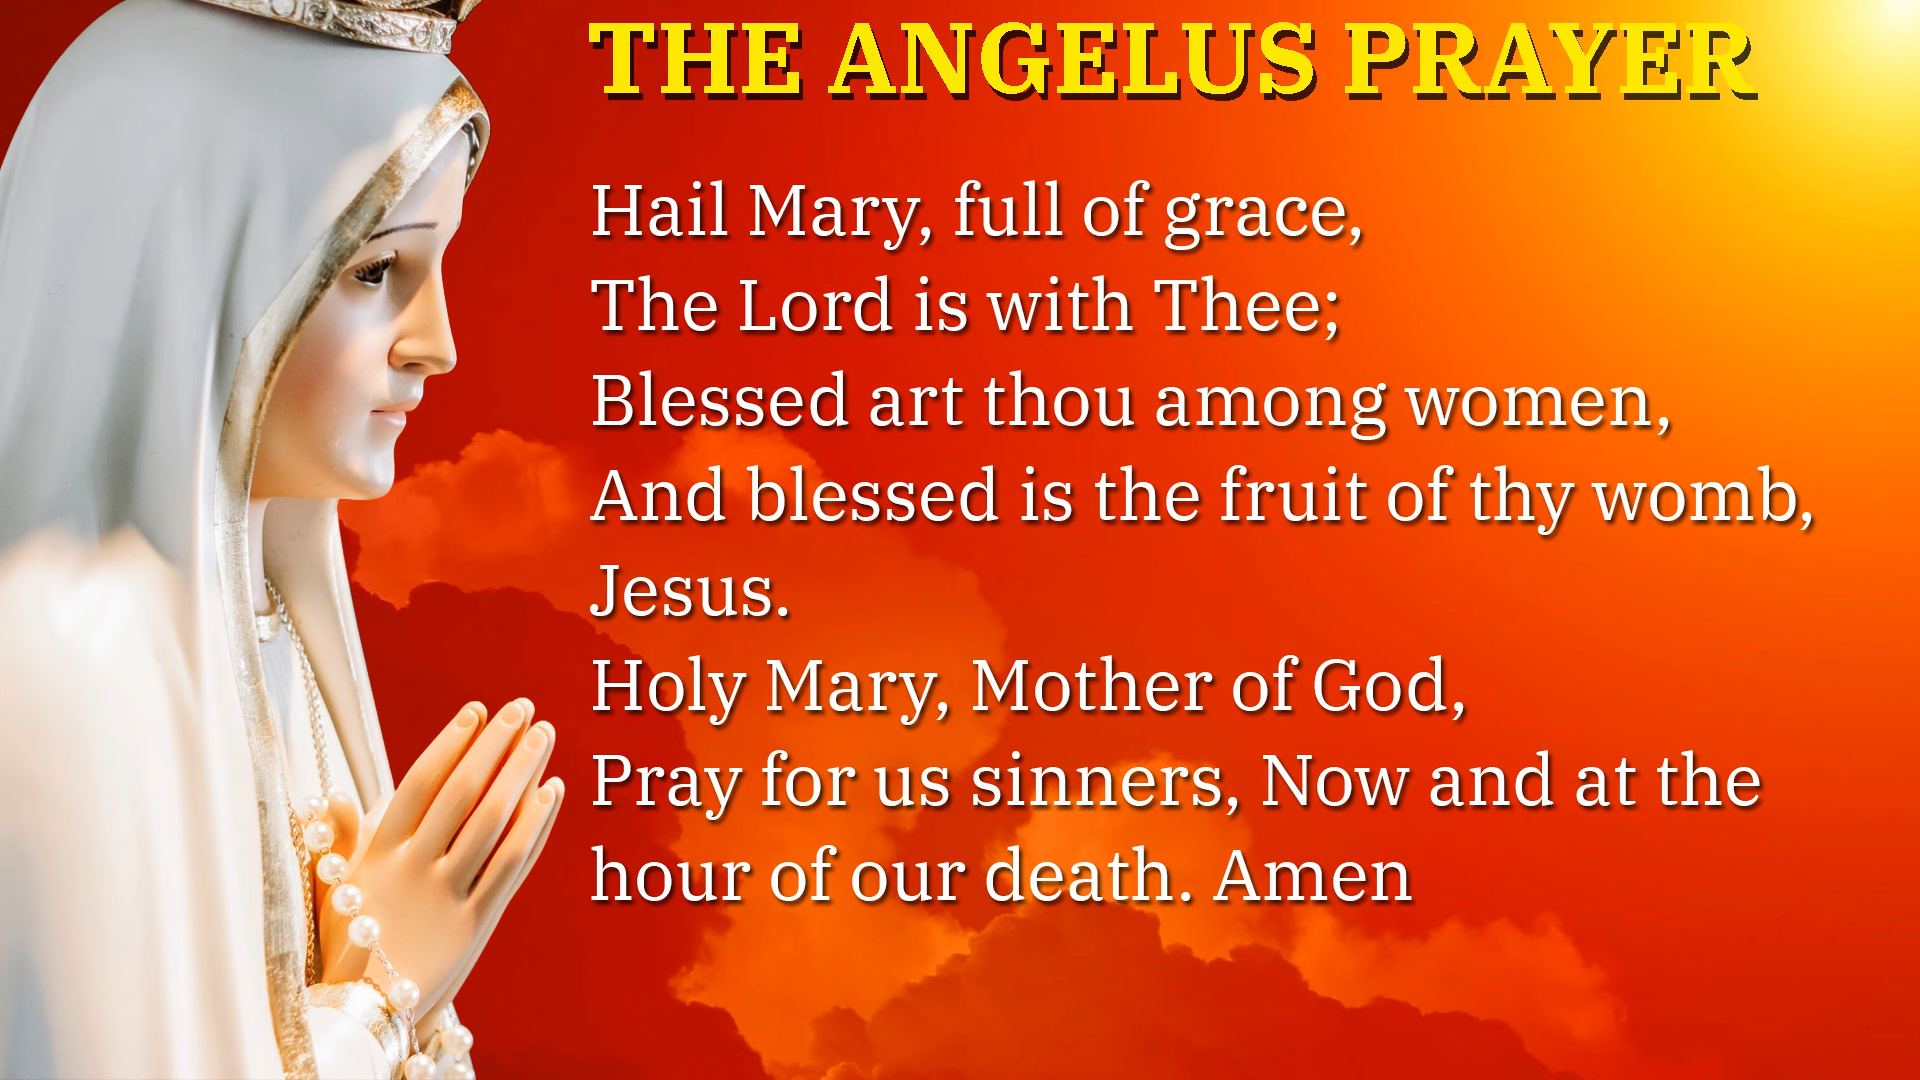 THE ANGELUS PRAYER
Hail Mary, full of grace,
The Lord is with Thee;
Blessed art thou among women,
And blessed is the fruit of thy womb,
Jesus.
Holy Mary, Mother of God,
Pray for us sinners, Now and at the
hour of our death. Amen